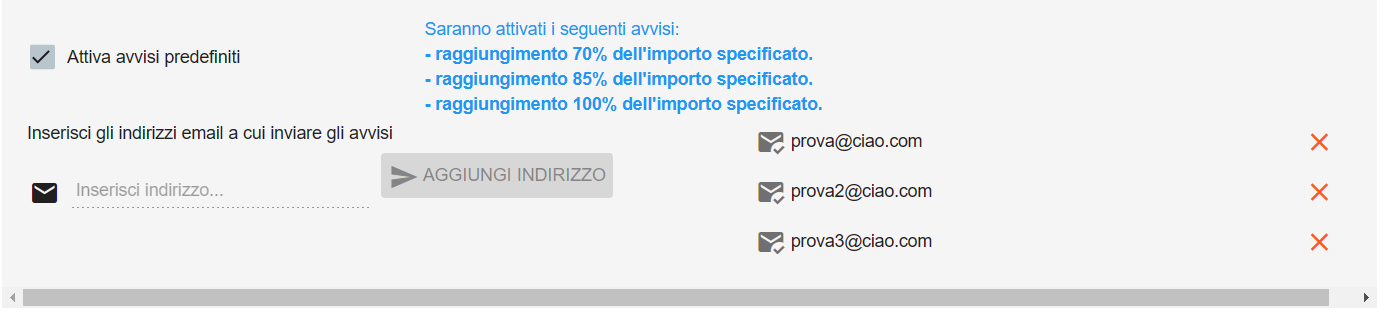 Saranno attivati i seguenti avvisi:
Attiva avvisi predefiniti
- raggiungimento 70% dell'importo specificato.
- raggiungimento 85% dell'importo specificato.
- raggiungimento 100% dell'importo specificato.
Inserisci gli indirizzi email a cui inviare gli avvisi
Inserisci indirizzo...
AGGIUNGI INDIRIZZO
prova@ciao.com
prova2@ciao.com
prova3@ciao.com